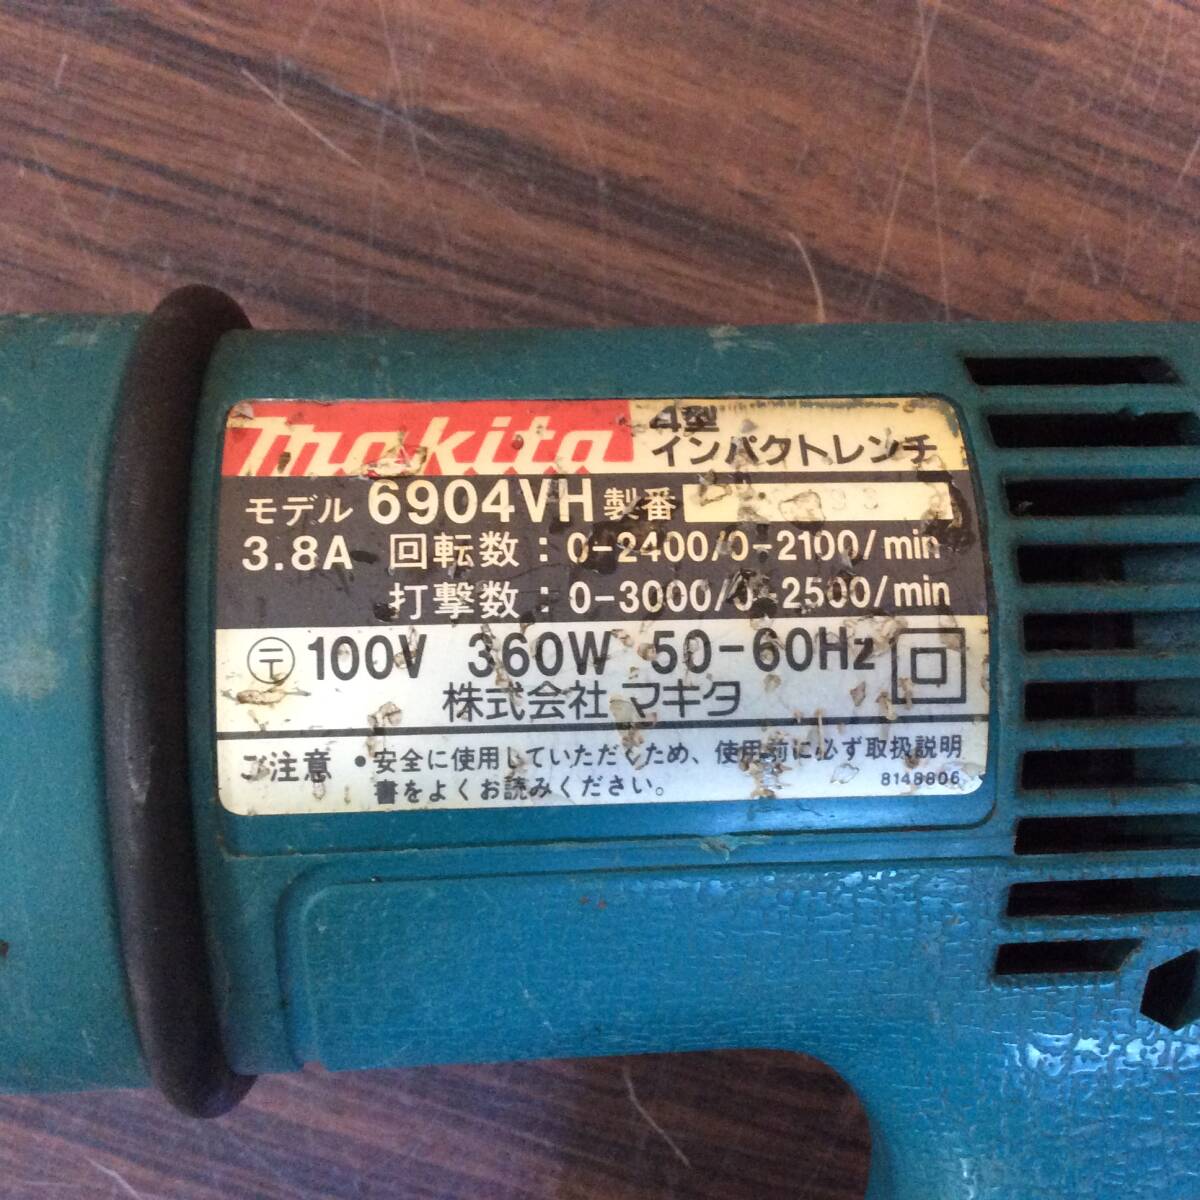 makita
4型
インパクトレンチ
モデル 6904VH 製番
3.8A 回転数：0-2400/0-2100/min
打撃数：0-3000/0-2500/min
〒 100V 360W 50-60Hz
株式会社 マキタ
ご注意 •安全に使用していただくため、使用前に必ず取扱説明
書をよくお読みください。
8148806